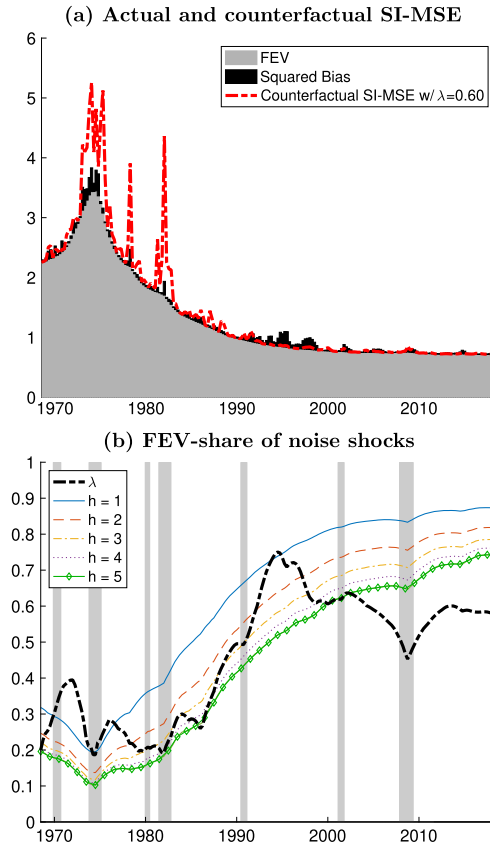 (a) Actual and counterfactual SI-MSE
6
FEV
Squared Bias
Counterfactual SI-MSE w/ λ=0.60
5
4
3
2
1
0
1970 1980 1990 2000 2010
(b) FEV-share of noise shocks
1
λ
0.9
h = 1
0.8
h = 2
h = 3
0.7
h = 4
h = 5
0.6
0.5
0.4
0.3
0.2
0.1
0
1970 1980 1990 2000 2010